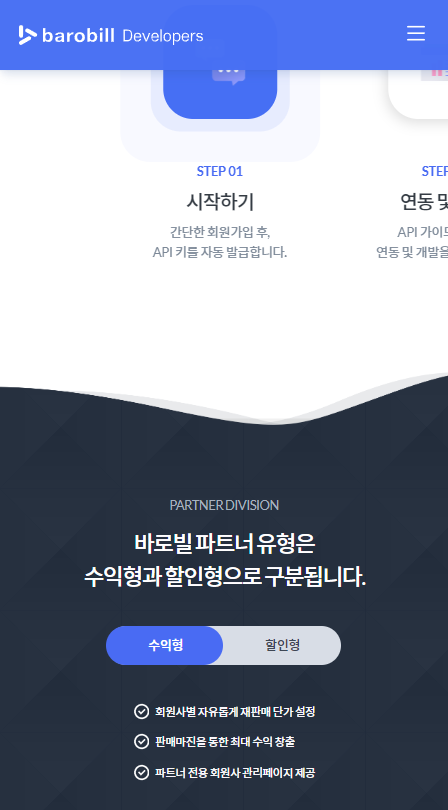 barobill Developers
STEP 01
시작하기
간단한 회원가입 후,
API 키를 자동 발급합니다.
STEP
연동 및
API 가이드
연동 및 개발을
PARTNER DIVISION
바로빌 파트너 유형은
수익형과 할인형으로 구분됩니다.
수익형
할인형
회원사별 자유롭게 재판매 단가 설정
판매마진을 통한 최대 수익 창출
파트너 전용 회원사 관리페이지 제공